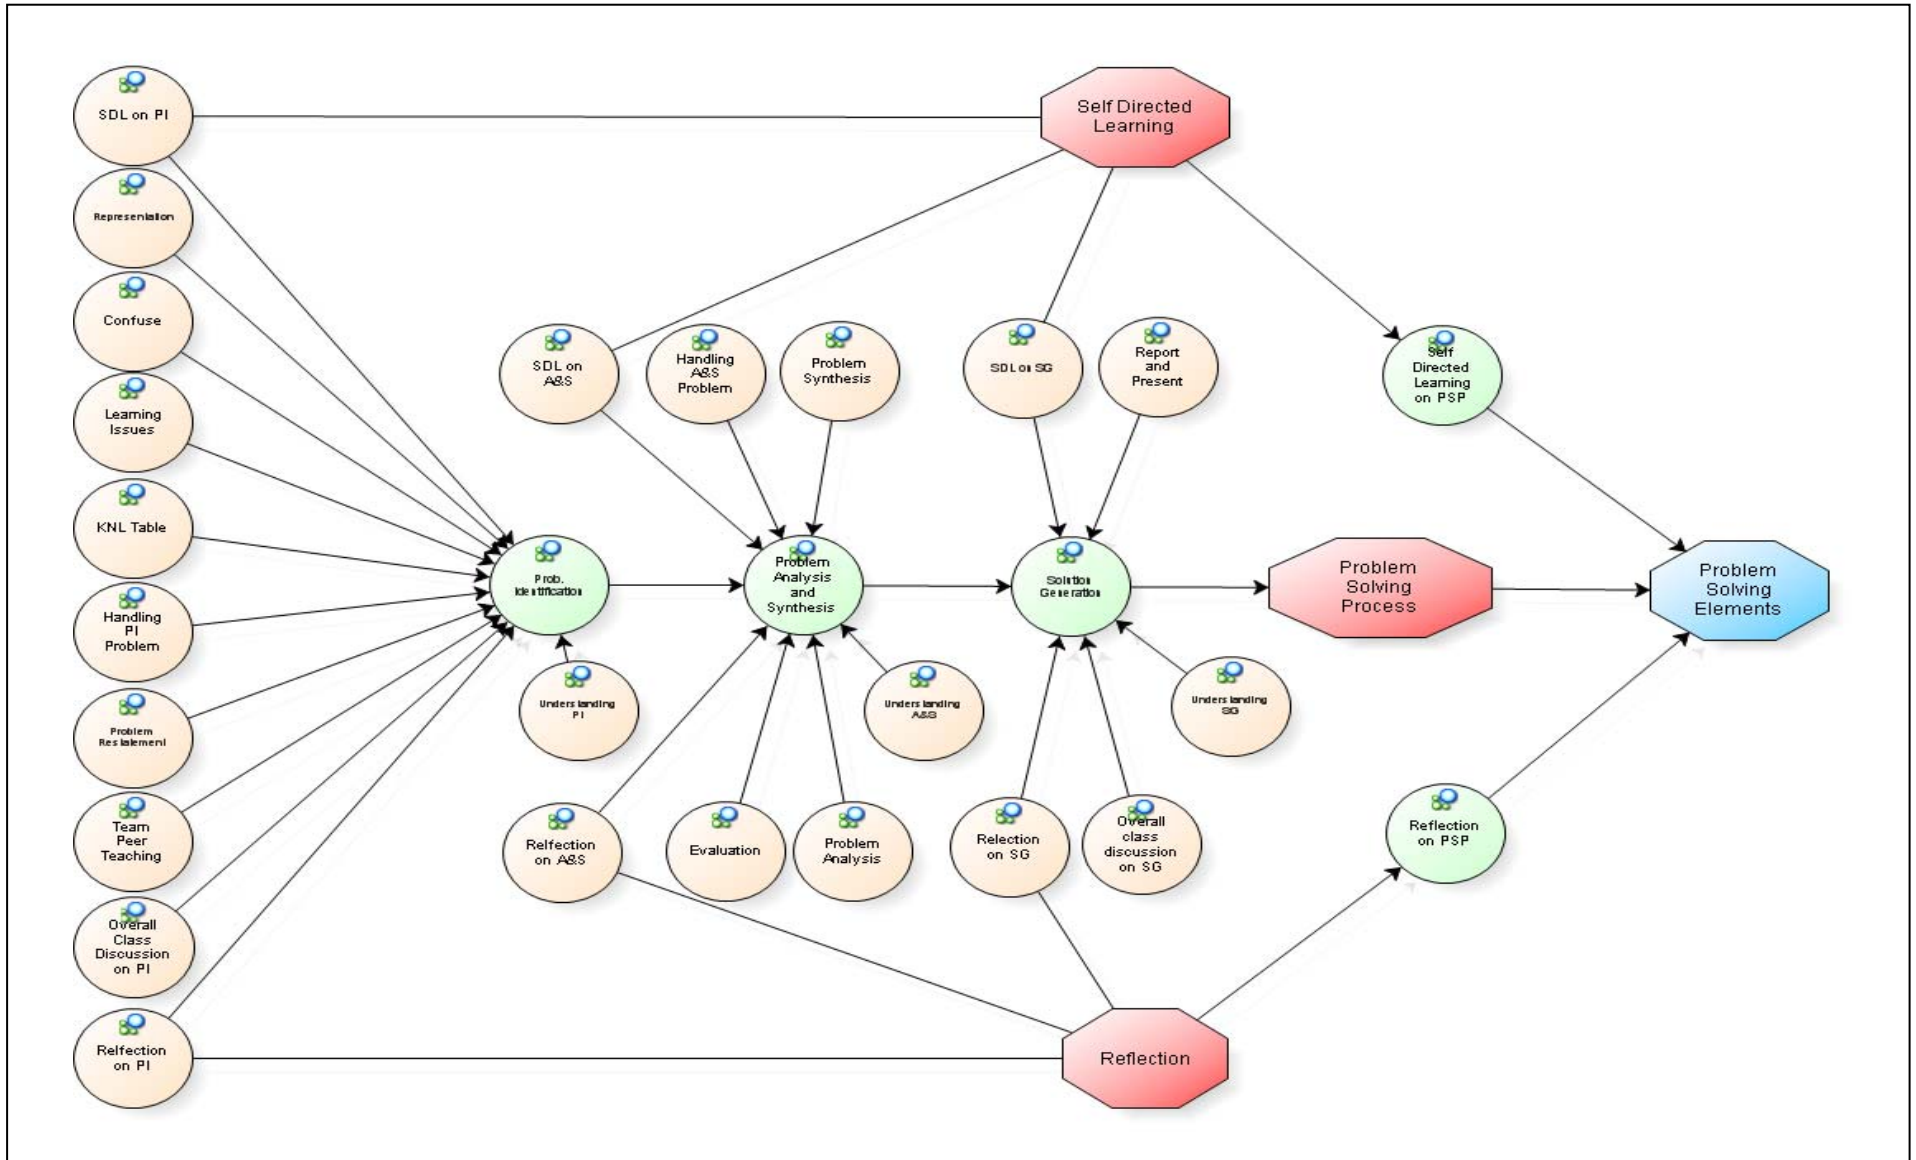 SDL on PI
Self Directed
Learning
Representation
Confuse
Learning
Issues
KNL Table
Handling
PI
Problem
Problem
Restatement
Team
Peer
Teaching
Overall
Class
Discussion
on PI
Relfection
on PI
SDL on
A&S
Handling
A&S
Problem
Problem
Synthesis
SDL on SG
Report
and
Present
Self
Directed
Learning
on PSP
Prob.
Identification
Problem
Analysis
and
Synthesis
Solution
Generation
Problem
Solving
Process
Problem
Solving
Elements
Understanding
PI
Understanding
A&S
Understanding
SG
Relfection
on A&S
Evaluation
Problem
Analysis
Relection
on SG
Overall
class
discussion
on SG
Reflection
on PSP
Reflection